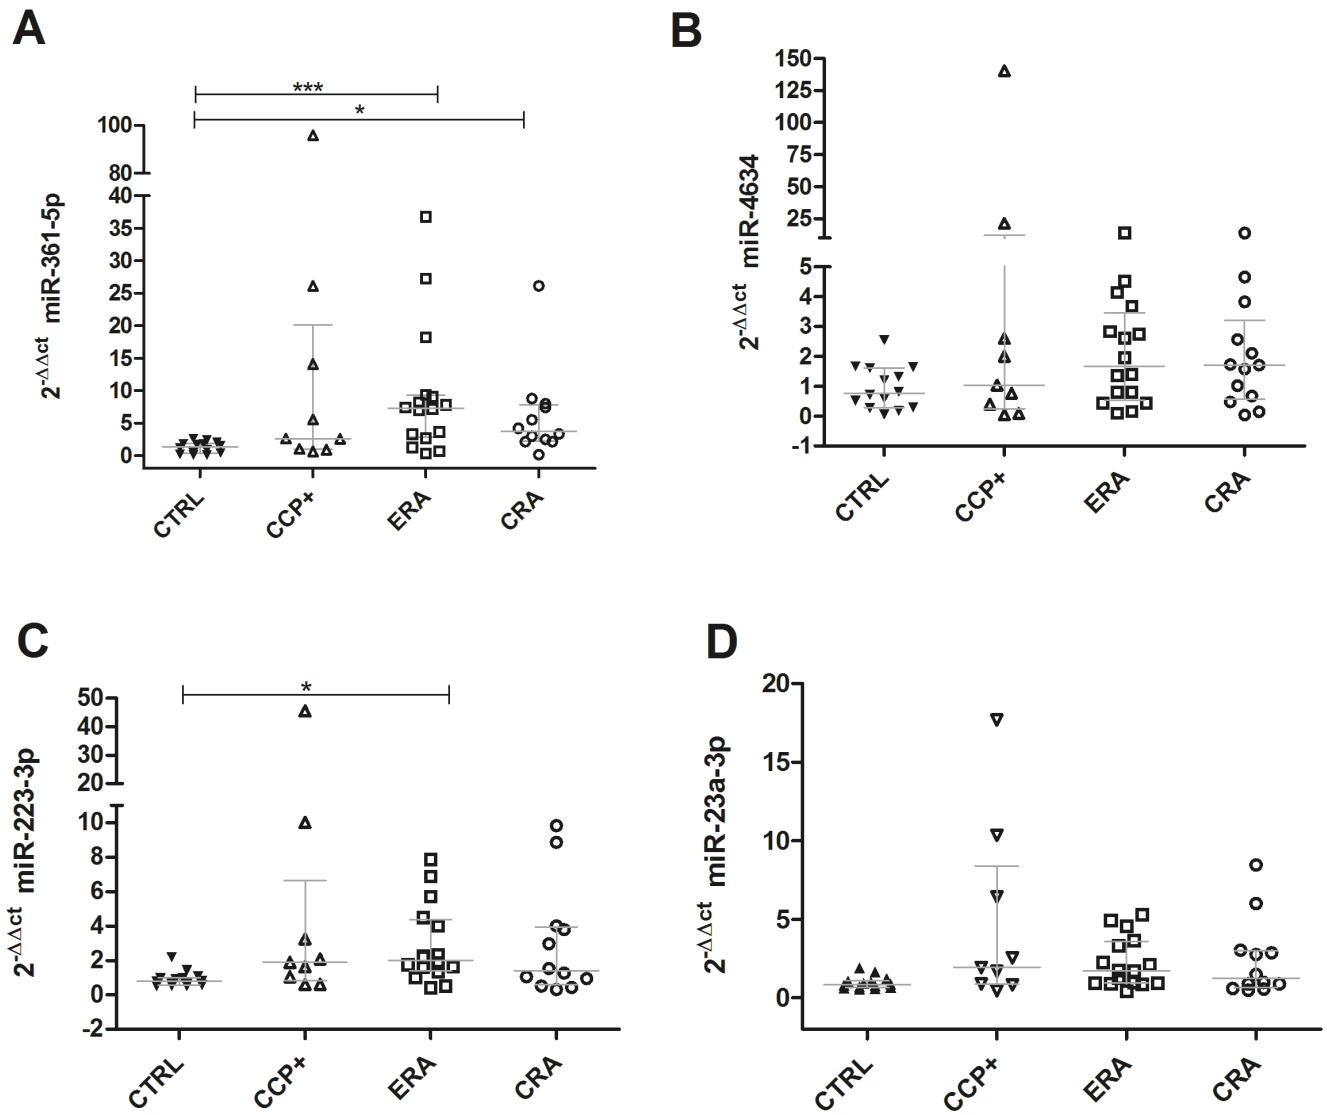 A
***
*
100
80
40
35
30
25
20
15
10
5
0
2-ΔΔct miR-361-5p
CTRL
CCP+
ERA
CRA
B
150
125
100
75
50
25
5
4
3
2
1
0
-1
2-ΔΔct miR-4634
CTRL
CCP+
ERA
CRA
C
*
50
40
30
20
10
8
6
4
2
0
-2
2-ΔΔct miR-223-3p
CTRL
CCP+
ERA
CRA
D
20
15
10
5
0
2-ΔΔct miR-23a-3p
CTRL
CCP+
ERA
CRA